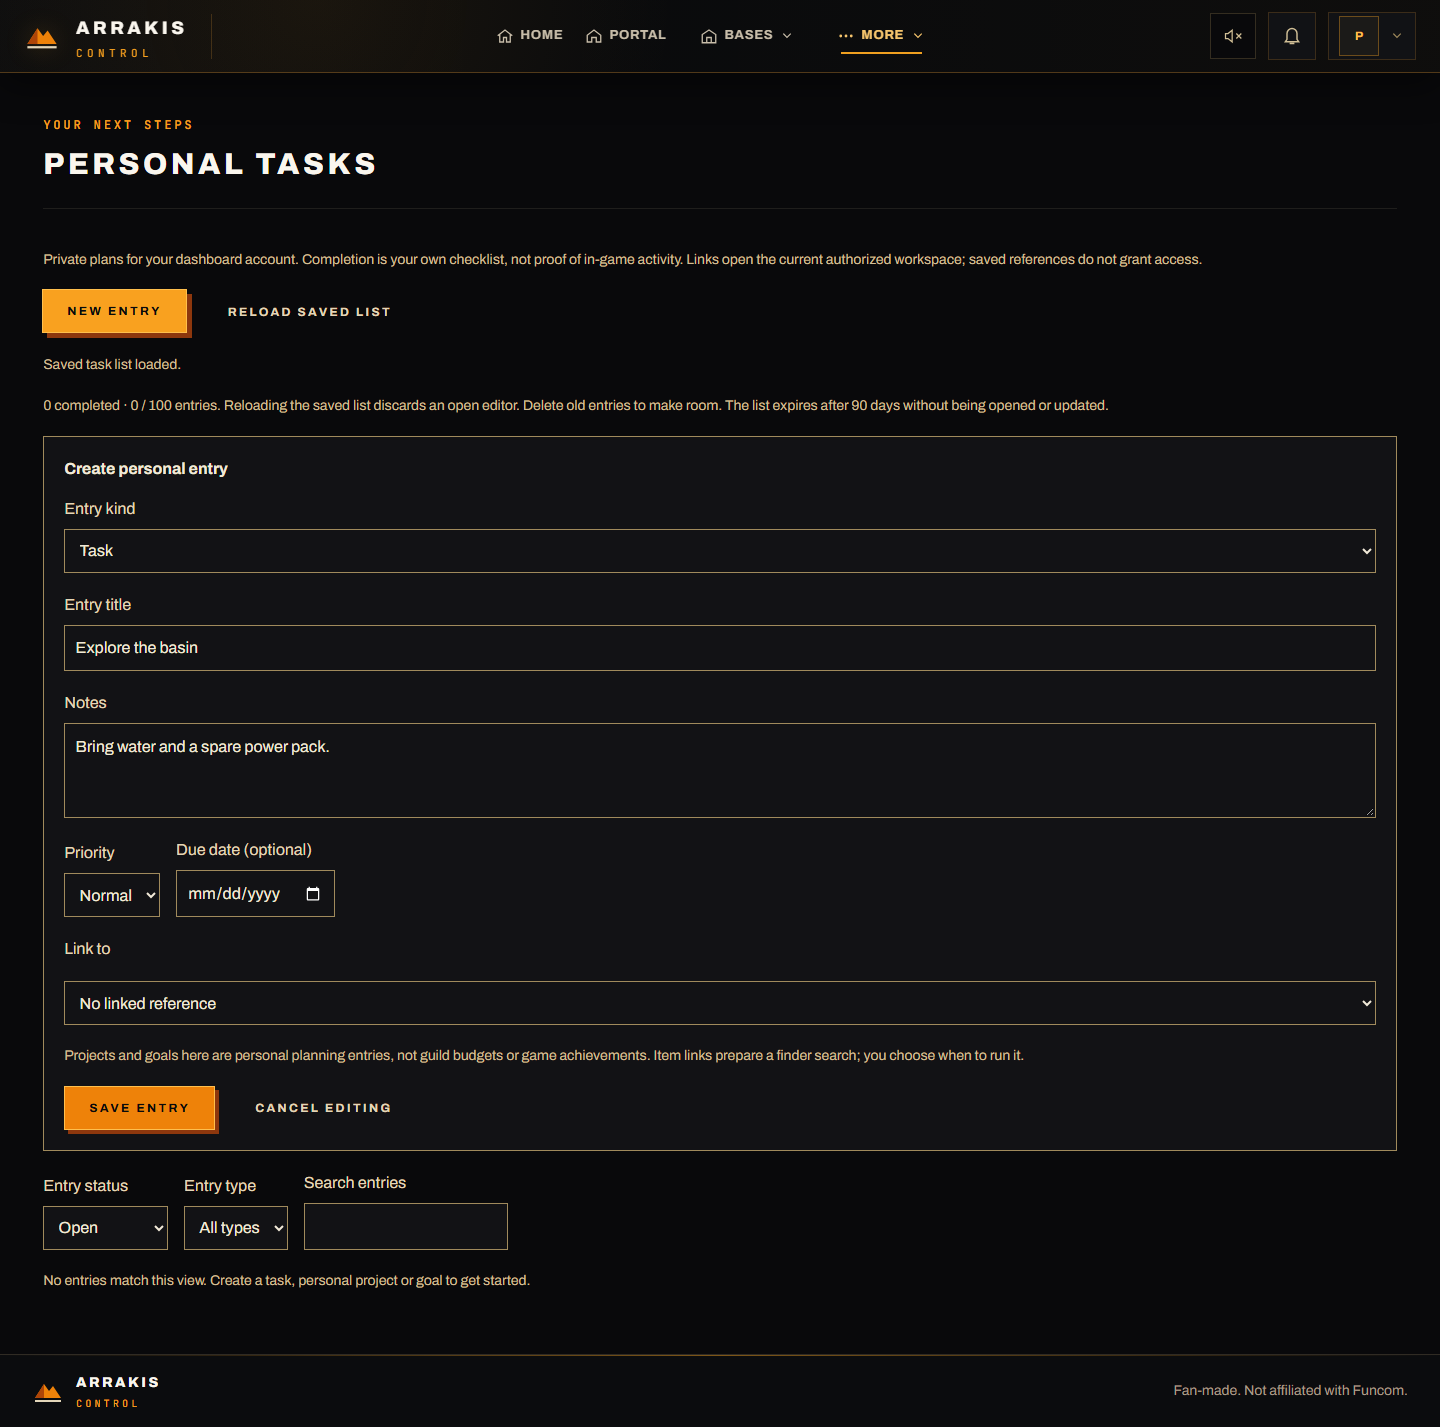 ARRAKIS
CONTROL
HOME
PORTAL
BASES
MORE
P
YOUR NEXT STEPS
PERSONAL TASKS
Private plans for your dashboard account. Completion is your own checklist, not proof of in-game activity. Links open the current authorized workspace; saved references do not grant access.
NEW ENTRY
RELOAD SAVED LIST
Saved task list loaded.
0 completed · 0 / 100 entries. Reloading the saved list discards an open editor. Delete old entries to make room. The list expires after 90 days without being opened or updated.
Create personal entry
Entry kind
Task
Entry title
Explore the basin
Notes
Bring water and a spare power pack.
Priority
Due date (optional)
Normal
mm/dd/yyyy
Link to
No linked reference
Projects and goals here are personal planning entries, not guild budgets or game achievements. Item links prepare a finder search; you choose when to run it.
SAVE ENTRY
CANCEL EDITING
Entry status
Entry type
Search entries
Open
All types
No entries match this view. Create a task, personal project or goal to get started.
ARRAKIS
CONTROL
Fan-made. Not affiliated with Funcom.